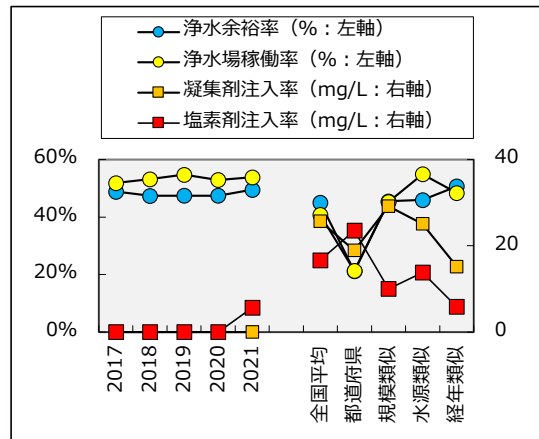 浄水余裕率（%：左軸）
浄水場稼働率（%：左軸）
凝集剤注入率（mg/L：右軸）
塩素剤注入率（mg/L：右軸）
60%
40%
20%
0%
40
20
0
2017
2018
2019
2020
2021
全国平均
都道府県
規模類似
水源類似
経年類似